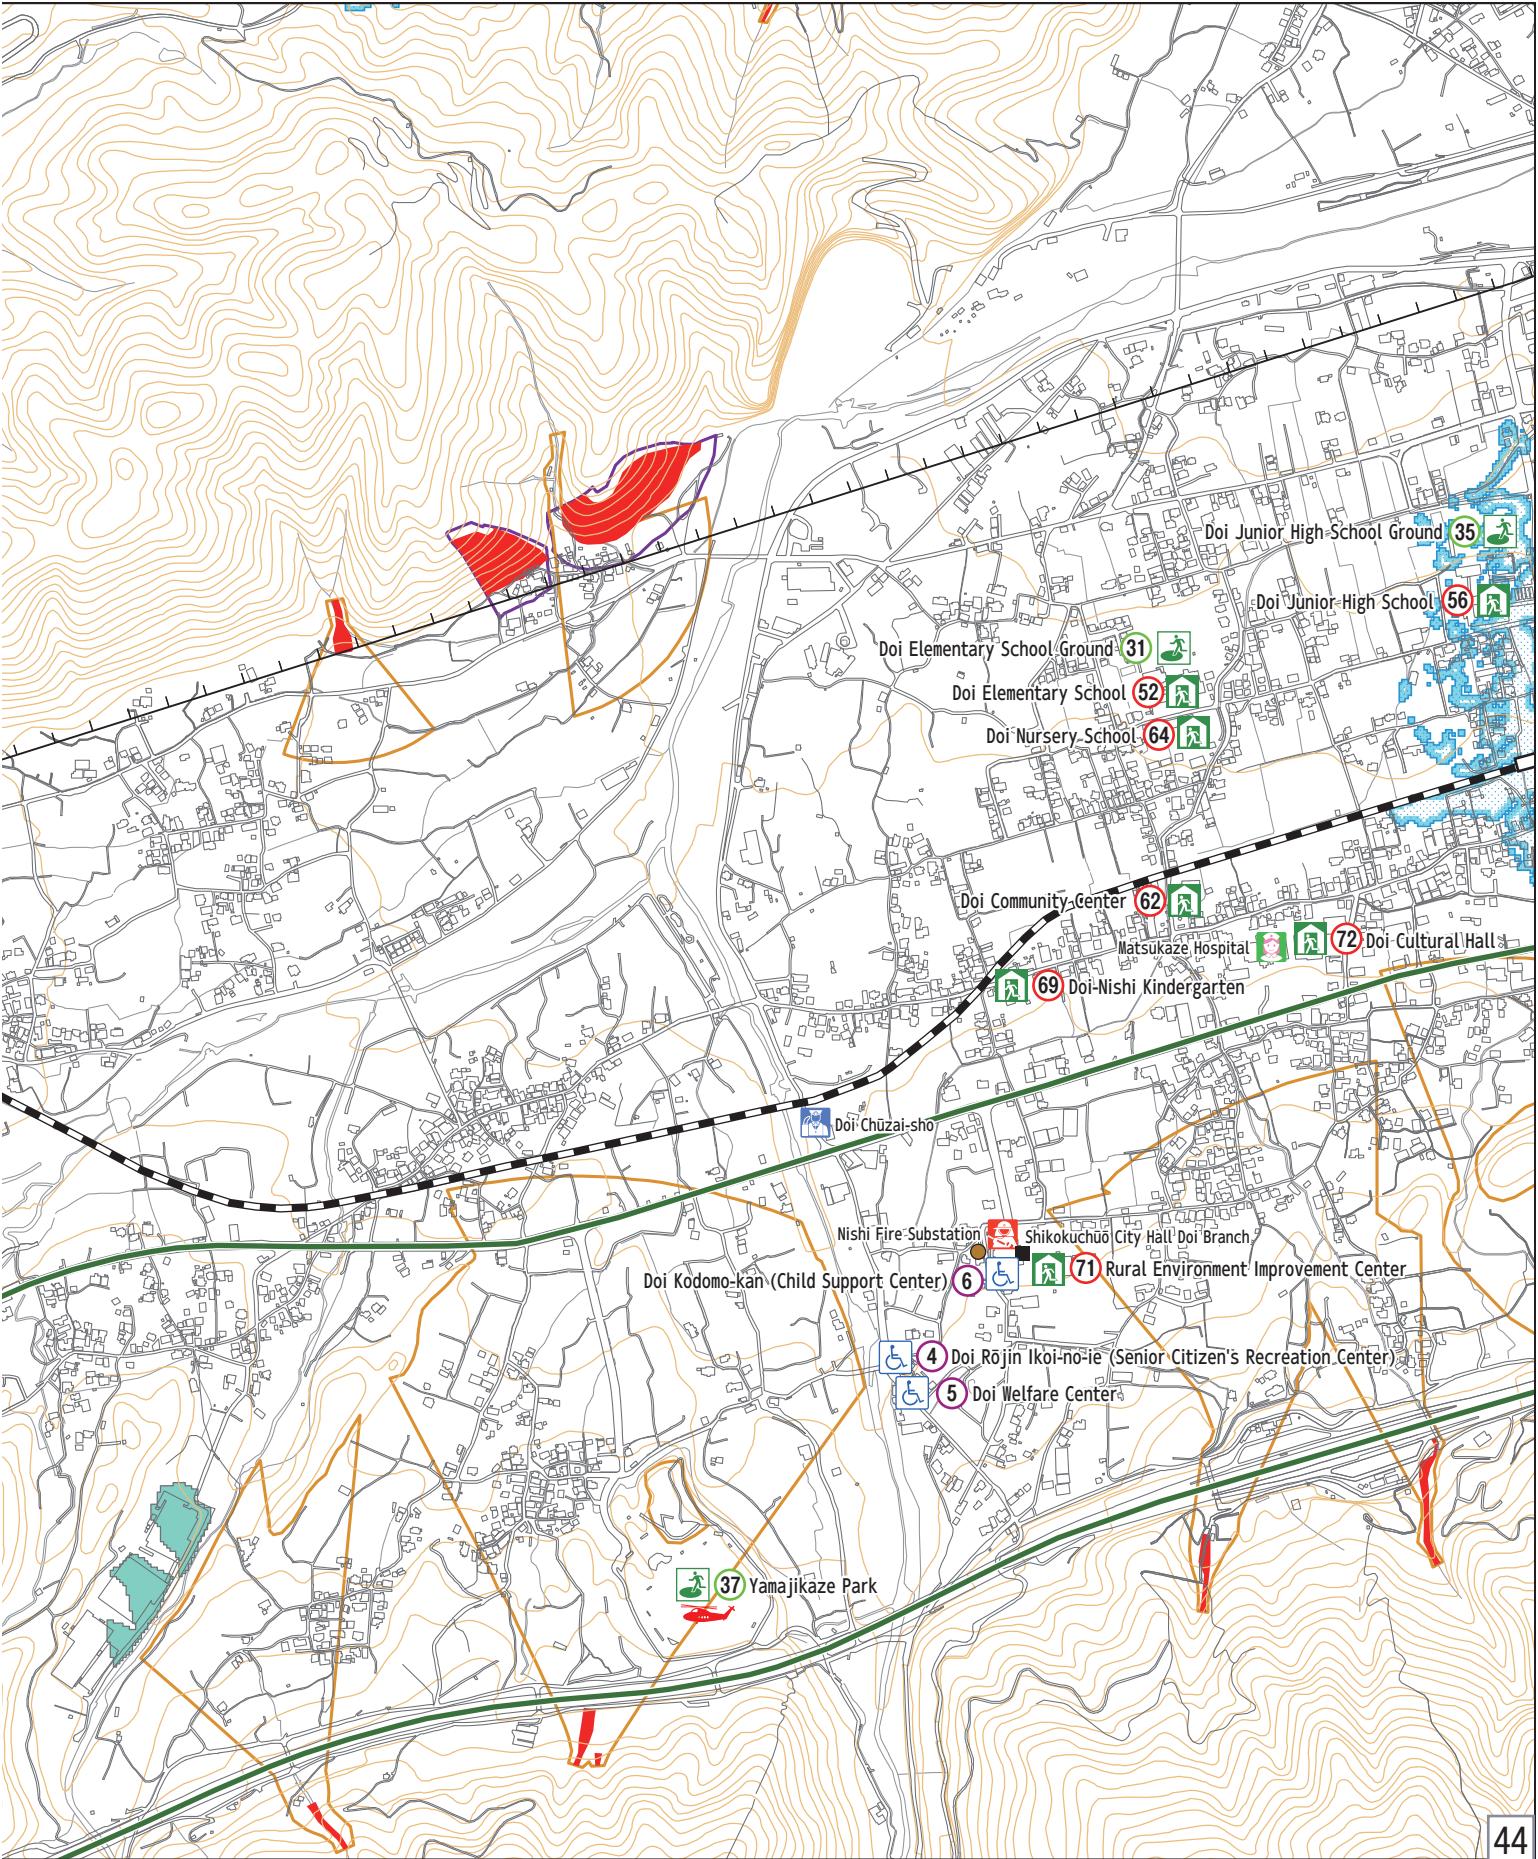 Doi Junior High School Ground 35
Doi Junior High School 56
Doi Elementary School Ground 31
Doi Elementary School 52
Doi Nursery School 64
Doi Community Center 62
Matsukaze Hospital
72 Doi Cultural Hall
69 Doi-Nishi Kindergarten
Doi Chūzai-sho
Nishi Fire Substation
Shikokuchūō City Hall Doi Branch
71 Rural Environment Improvement Center
Doi Kodomo-kan (Child Support Center) 6
4 Doi Rōjin Ikoi-no-ie (Senior Citizen's Recreation Center)
5 Doi Welfare Center
37 Yamajikaze Park
44